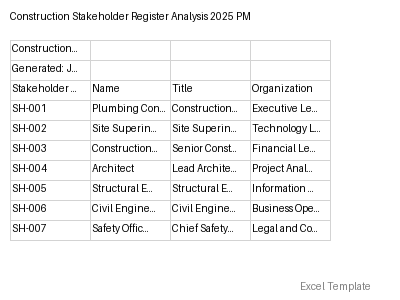 Construction Stakeholder Register Analysis 2025 PM
Construction...
Generated: J...
Stakeholder ... Name Title Organization
SH-001 Plumbing Con... Construction... Executive Le...
SH-002 Site Superin... Site Superin... Technology L...
SH-003 Construction... Senior Const... Financial Le...
SH-004 Architect Lead Archite... Project Anal...
SH-005 Structural E... Structural E... Information ...
SH-006 Civil Engine... Civil Engine... Business Ope...
SH-007 Safety Offic... Chief Safety... Legal and Co...
Excel Template